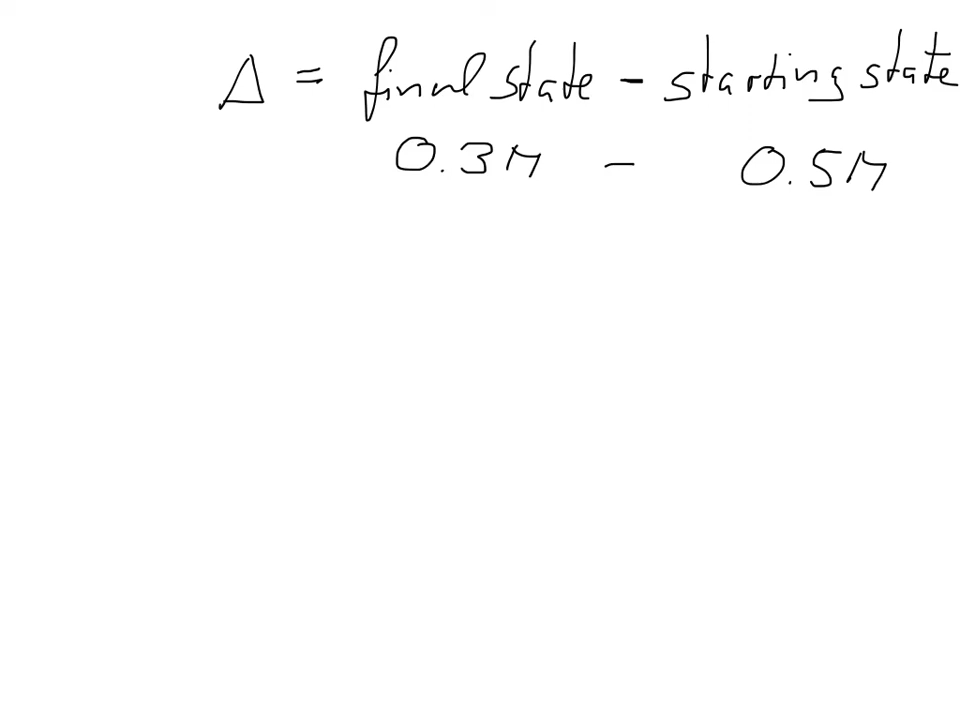 Δ = final state - starting state
0.3M - 0.5M